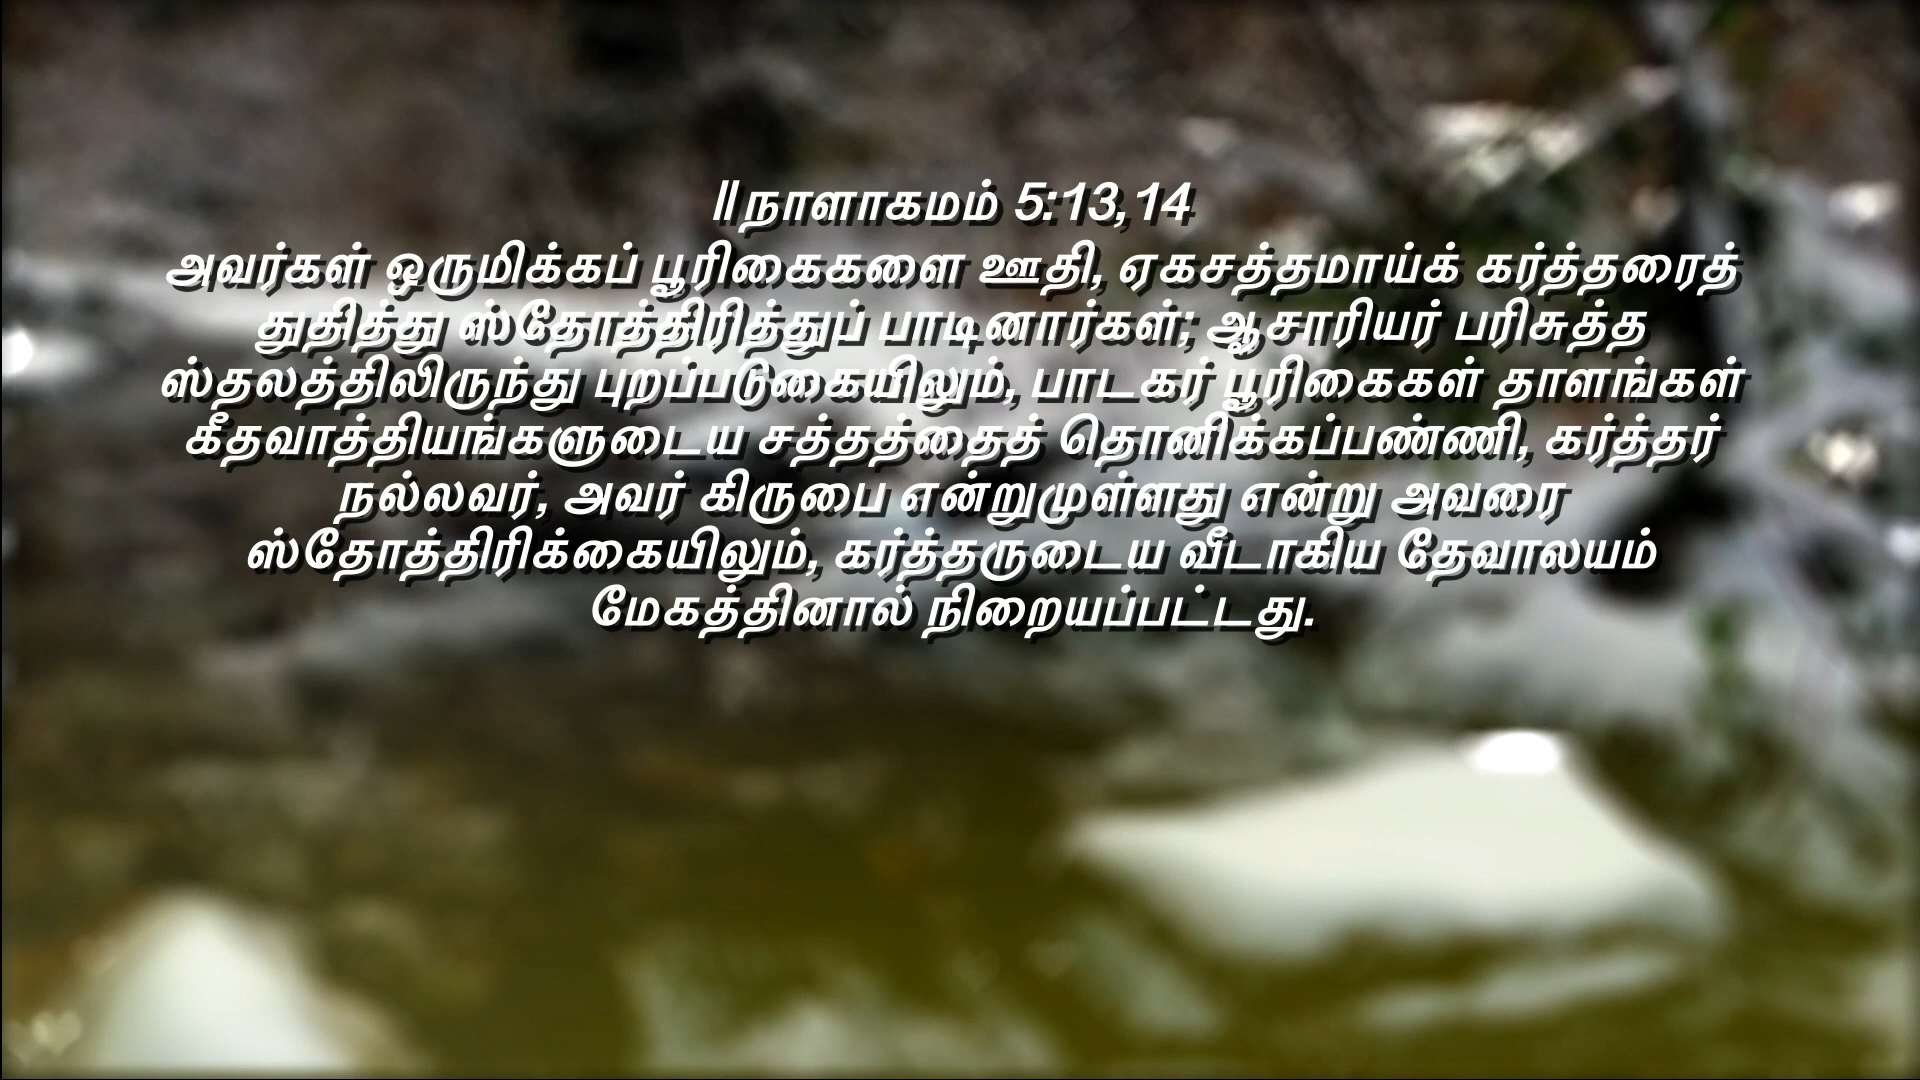 II நாளாகமம் 5:13,14
அவர்கள் ஒருமிக்கப் பூரிகைகளை ஊதி, ஏகசத்தமாய்க் கர்த்தரைத்
துதித்து ஸ்தோத்திரித்துப் பாடினார்கள்; ஆசாரியர் பரிசுத்த
ஸ்தலத்திலிருந்து புறப்படுகையிலும், பாடகர் பூரிகைகள் தாளங்கள்
கீதவாத்தியங்களுடைய சத்தத்தைத் தொனிக்கப்பண்ணி, கர்த்தர்
நல்லவர், அவர் கிருபை என்றுமுள்ளது என்று அவரை
ஸ்தோத்திரிக்கையிலும், கர்த்தருடைய வீடாகிய தேவாலயம்
மேகத்தினால் நிறையப்பட்டது.